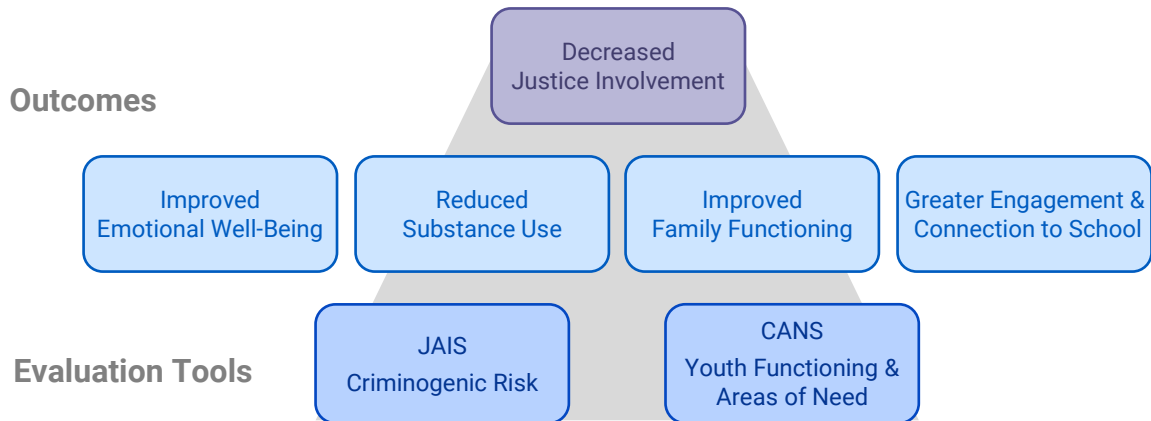 Decreased
Justice Involvement
Outcomes
Improved
Emotional Well-Being
Reduced
Substance Use
Improved
Family Functioning
Greater Engagement &
Connection to School
JAIS
Criminogenic Risk
CANS
Youth Functioning &
Areas of Need
Evaluation Tools